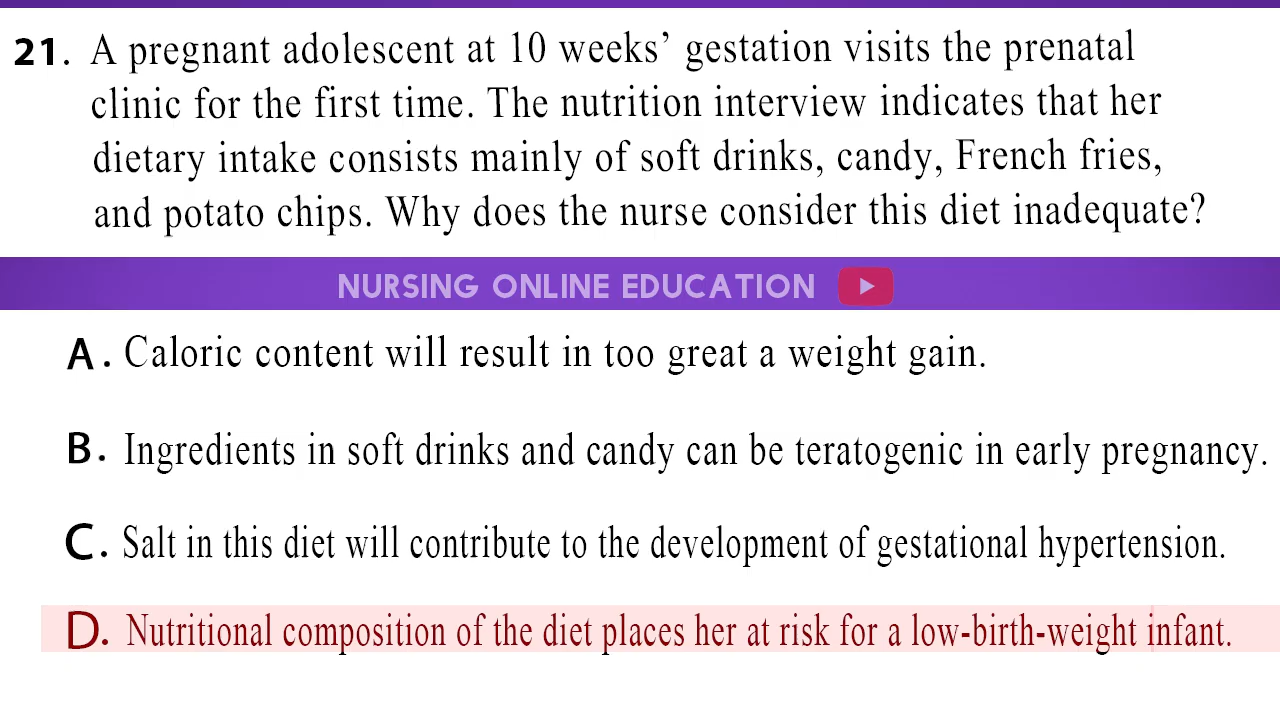 21. A pregnant adolescent at 10 weeks’ gestation visits the prenatal
clinic for the first time. The nutrition interview indicates that her
dietary intake consists mainly of soft drinks, candy, French fries,
and potato chips. Why does the nurse consider this diet inadequate?
NURSING ONLINE EDUCATION
A. Caloric content will result in too great a weight gain.
B. Ingredients in soft drinks and candy can be teratogenic in early pregnancy.
C. Salt in this diet will contribute to the development of gestational hypertension.
D. Nutritional composition of the diet places her at risk for a low-birth-weight infant.